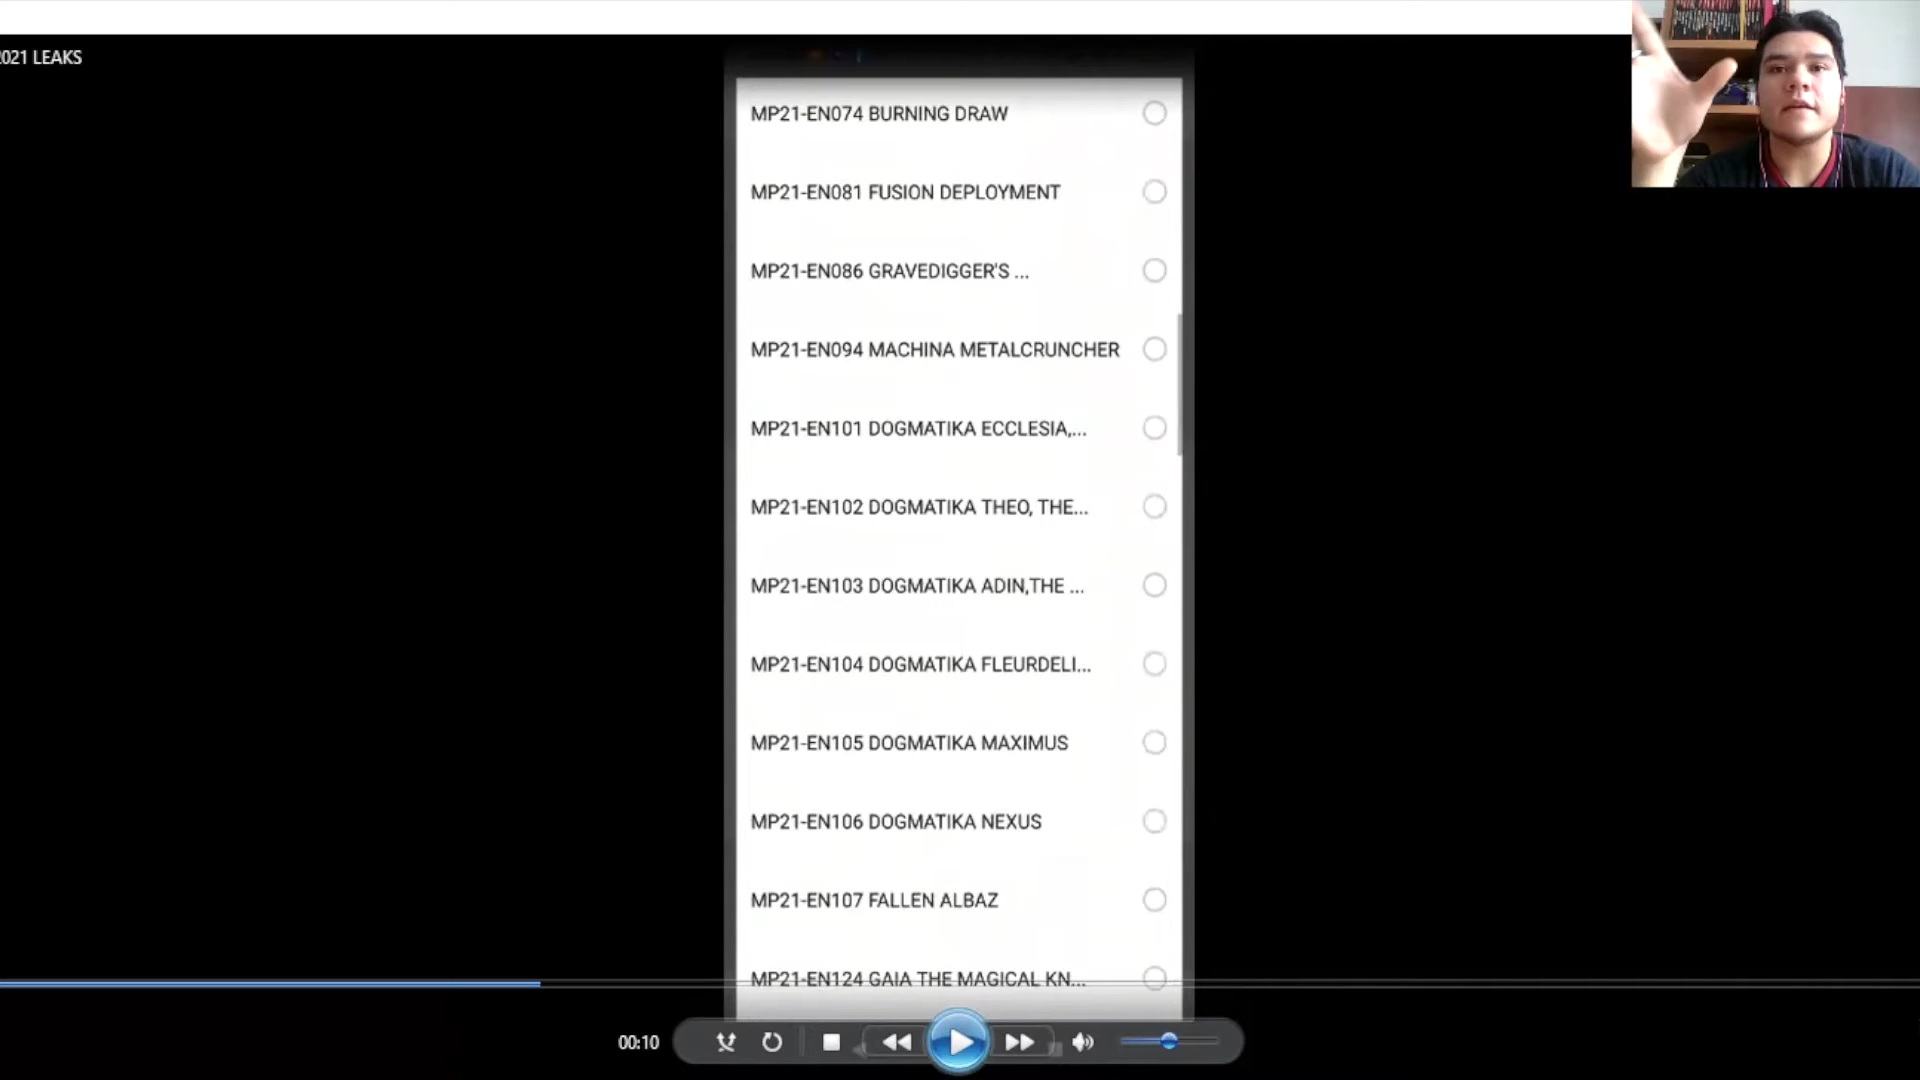 2021 LEAKS
MP21-EN074 BURNING DRAW
MP21-EN081 FUSION DEPLOYMENT
MP21-EN086 GRAVEDIGGER'S ...
MP21-EN094 MACHINA METALCRUNCHER
MP21-EN101 DOGMATIKA ECCLESIA,...
MP21-EN102 DOGMATIKA THEO, THE...
MP21-EN103 DOGMATIKA ADIN,THE ...
MP21-EN104 DOGMATIKA FLEURDELI...
MP21-EN105 DOGMATIKA MAXIMUS
MP21-EN106 DOGMATIKA NEXUS
MP21-EN107 FALLEN ALBAZ
MP21-EN124 GAIA THE MAGICAL KN...
00:10